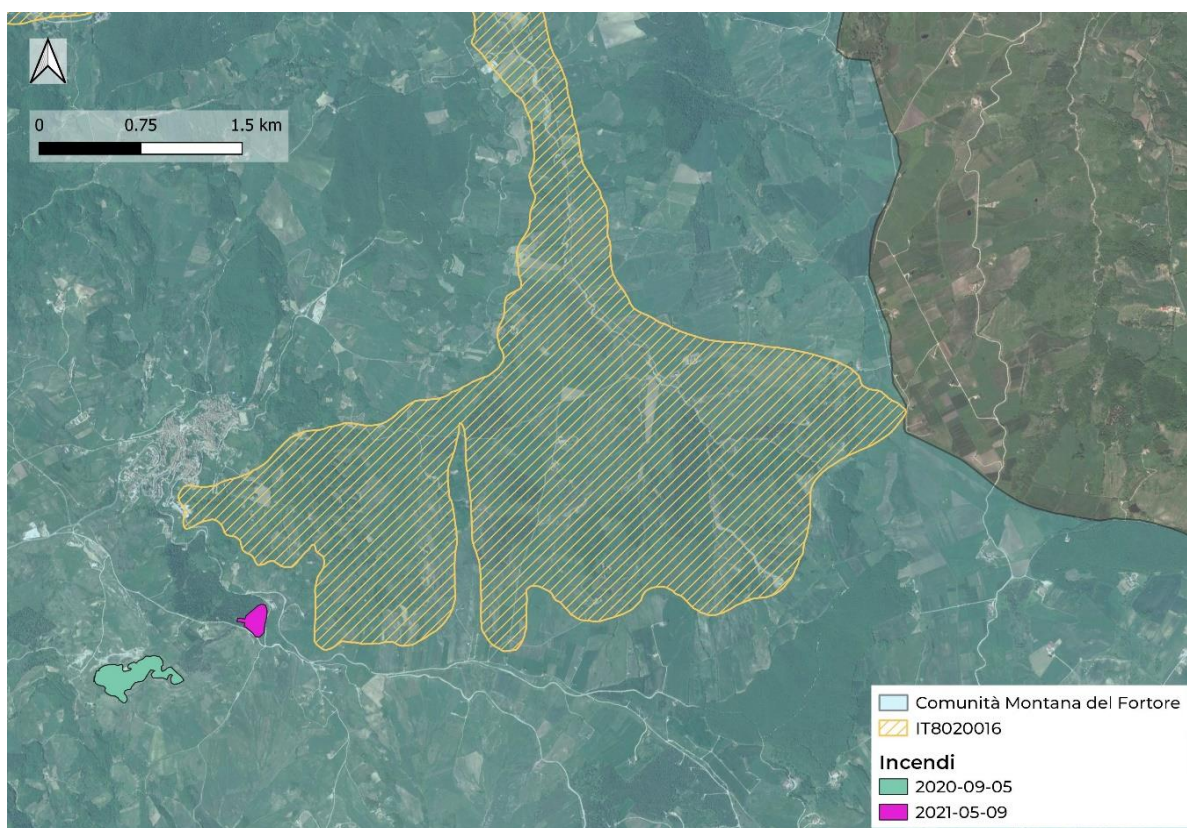 0 0.75 1.5 km
Comunità Montana del Fortore
IT8020016
Incendi
2020-09-05
2021-05-09